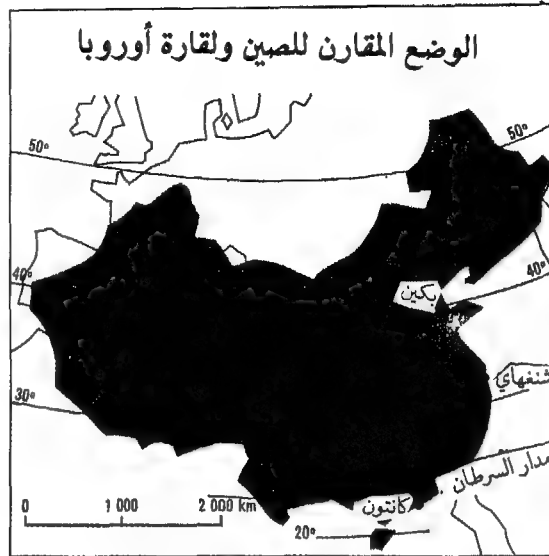 الوضع المقارن للصين ولقارة أوروبا
50° 50°
40° بكين 40°
شنغهاي
30°
مدار السرطان
كانتون
0 1 000 2 000 km
20°